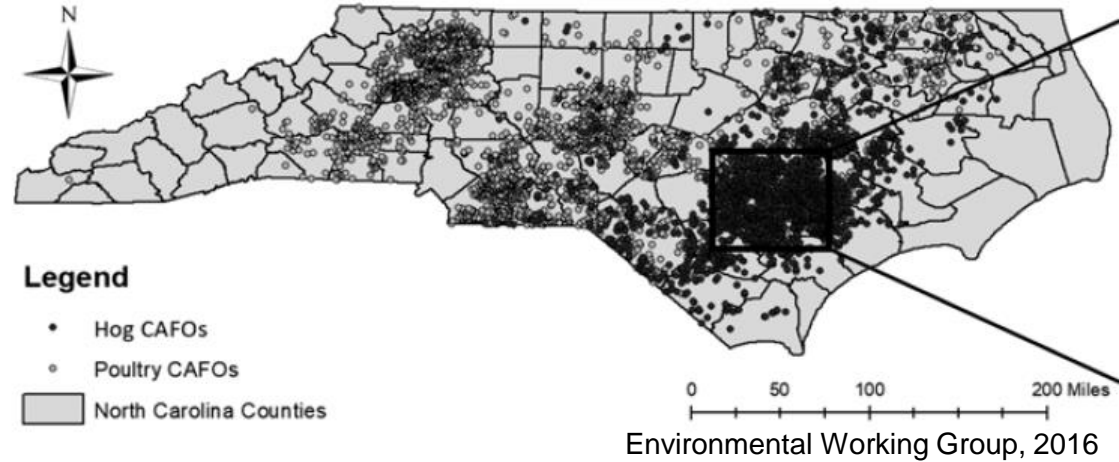 N
Legend
Hog CAFOs
Poultry CAFOs
North Carolina Counties
0 50 100 200 Miles
Environmental Working Group, 2016